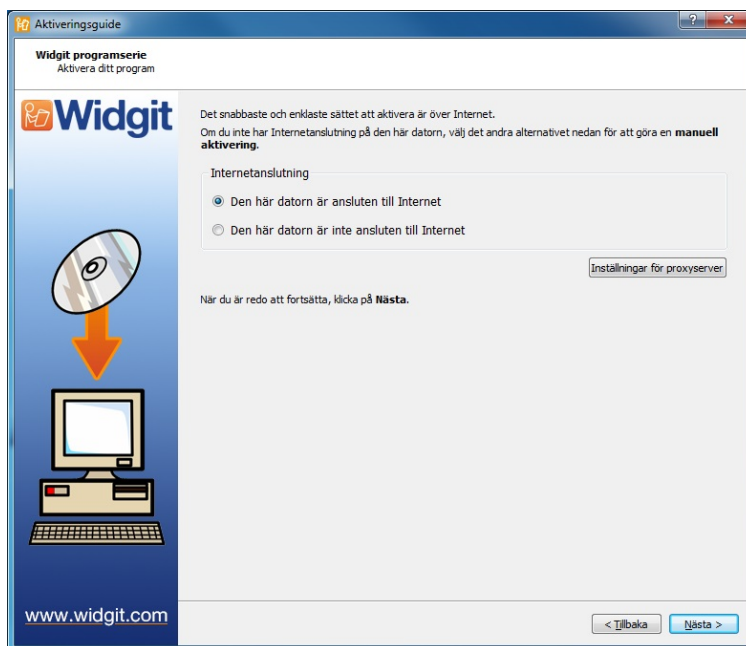 Aktiveringsguide
Widgit programserie
Aktivera ditt program
Widgit
Det snabbaste och enklaste sättet att aktivera är över Internet.
Om du inte har Internetanslutning på den här datorn, välj det andra alternativet nedan för att göra en manuell
aktivering.
Internetanslutning
Den här datorn är ansluten till Internet
Den här datorn är inte ansluten till Internet
Inställningar för proxyserver
När du är redo att fortsätta, klicka på Nästa.
www.widgit.com
< Tillbaka
Nästa >